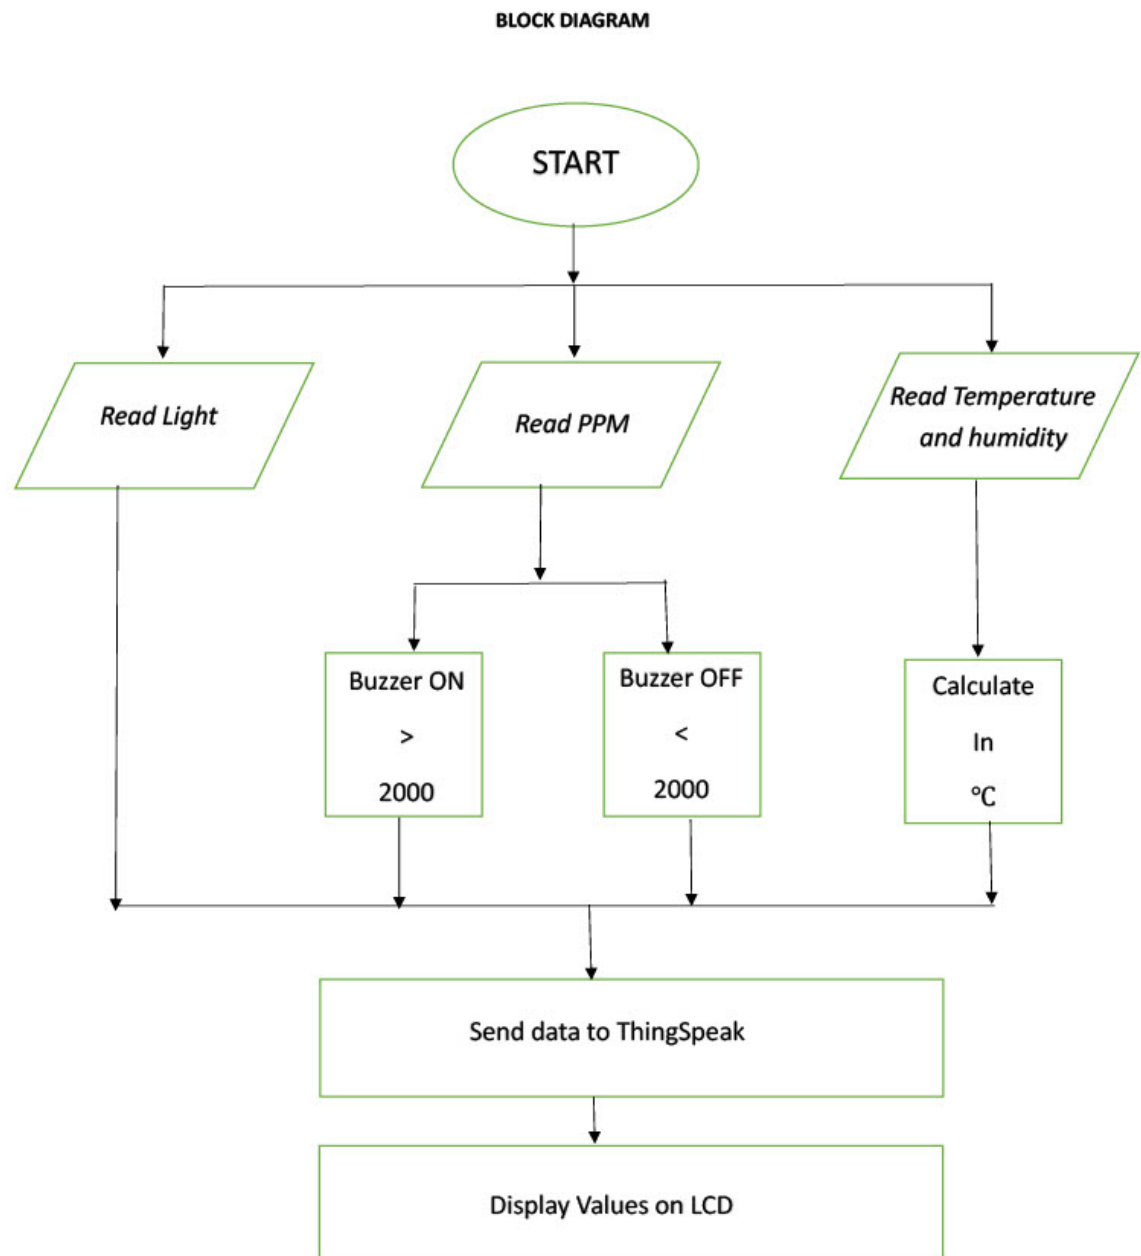 BLOCK DIAGRAM
START
Read Light
Read PPM
Read Temperature
and humidity
Buzzer ON
>
2000
Buzzer OFF
<
2000
Calculate
In
℃
Send data to ThingSpeak
Display Values on LCD